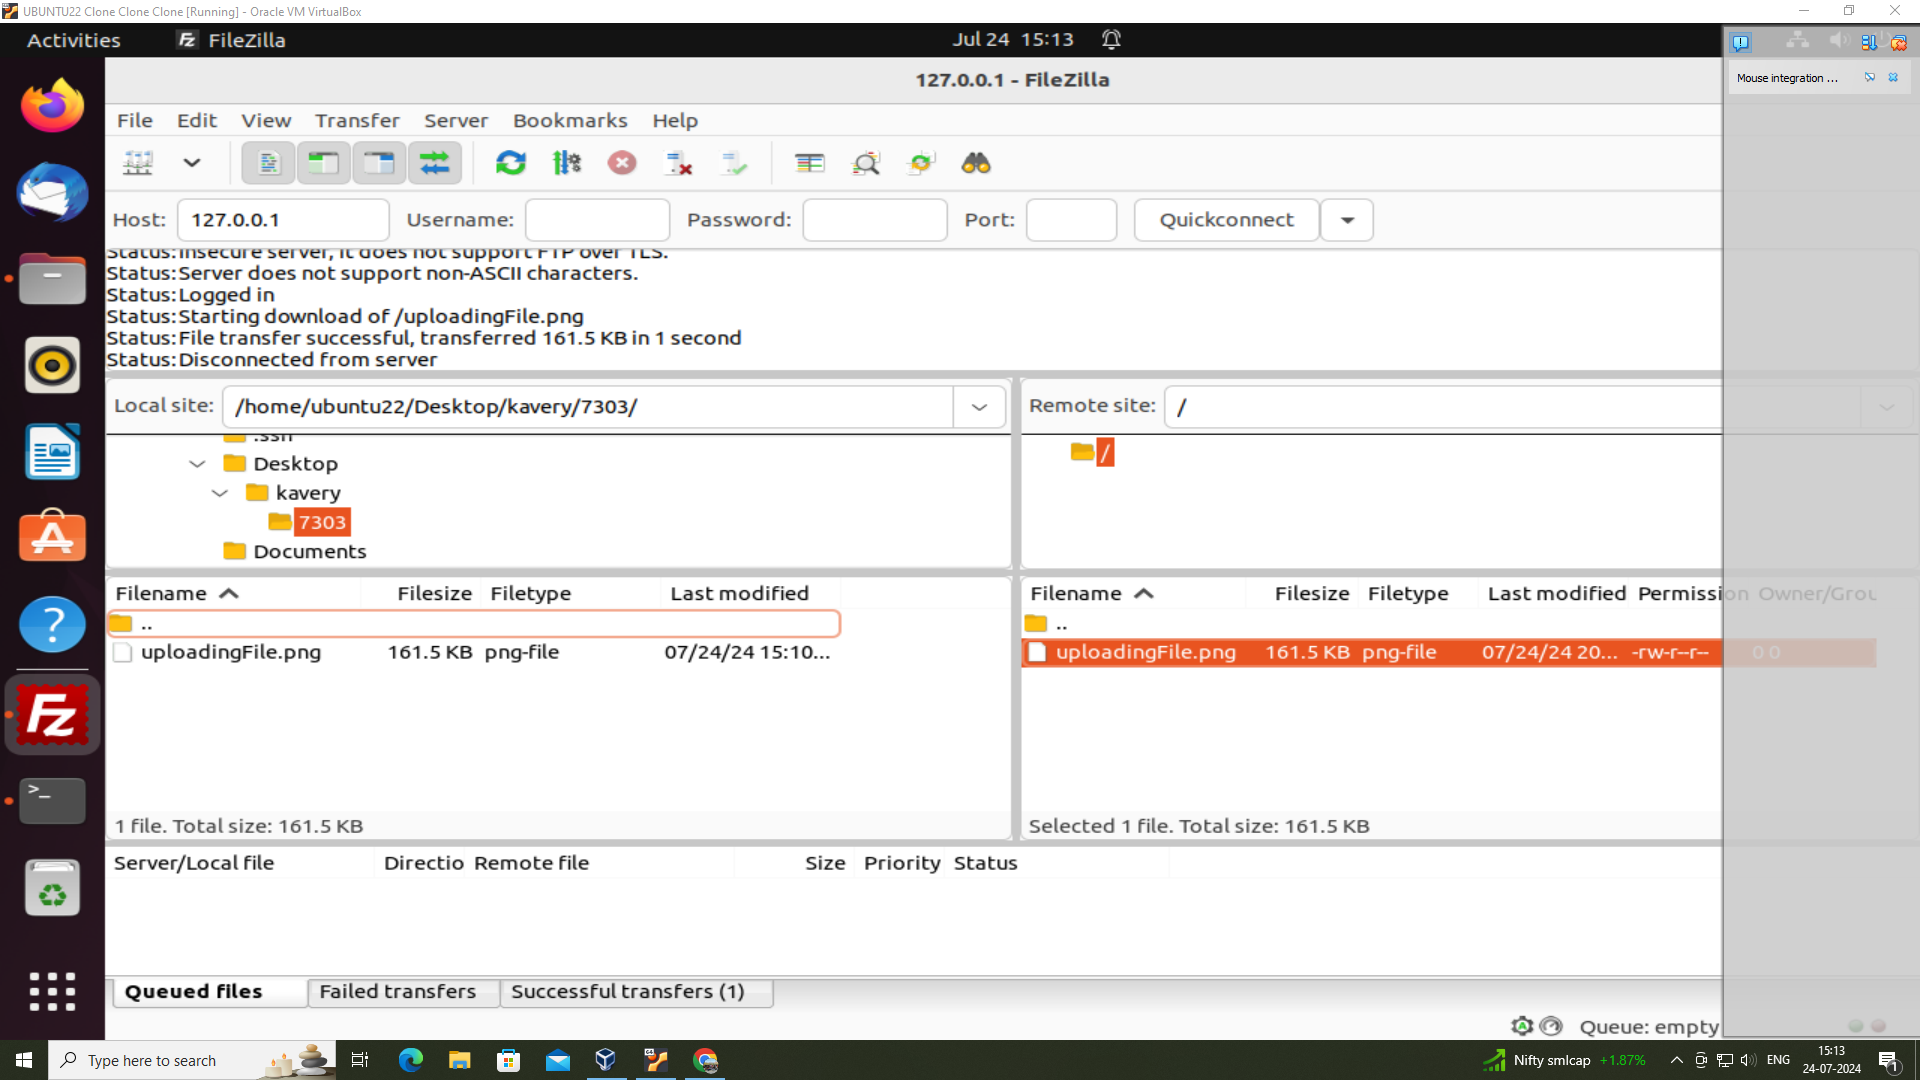 UBUNTU22 Clone Clone Clone [Running] - Oracle VM VirtualBox
Activities FileZilla Jul 24 15:13
Mouse integration ...
127.0.0.1 - FileZilla
File Edit View Transfer Server Bookmarks Help
Host: 127.0.0.1 Username: Password: Port: Quickconnect
Status: Insecure server, it does not support FTP over TLS.
Status: Server does not support non-ASCII characters.
Status: Logged in
Status: Starting download of /uploadingFile.png
Status: File transfer successful, transferred 161.5 KB in 1 second
Status: Disconnected from server
Local site: /home/ubuntu22/Desktop/kavery/7303/
.ssh
Desktop
kavery
7303
Documents
Remote site: /
/
Filename Filesize Filetype Last modified
..
uploadingFile.png 161.5 KB png-file 07/24/24 15:10...
1 file. Total size: 161.5 KB
Filename Filesize Filetype Last modified Permission Owner/Grou
..
uploadingFile.png 161.5 KB png-file 07/24/24 20... -rw-r--r-- 0 0
Selected 1 file. Total size: 161.5 KB
Server/Local file Directio Remote file Size Priority Status
Queued files Failed transfers Successful transfers (1)
Queue: empty
Type here to search
Nifty smlcap +1.87%
ENG
15:13
24-07-2024
1